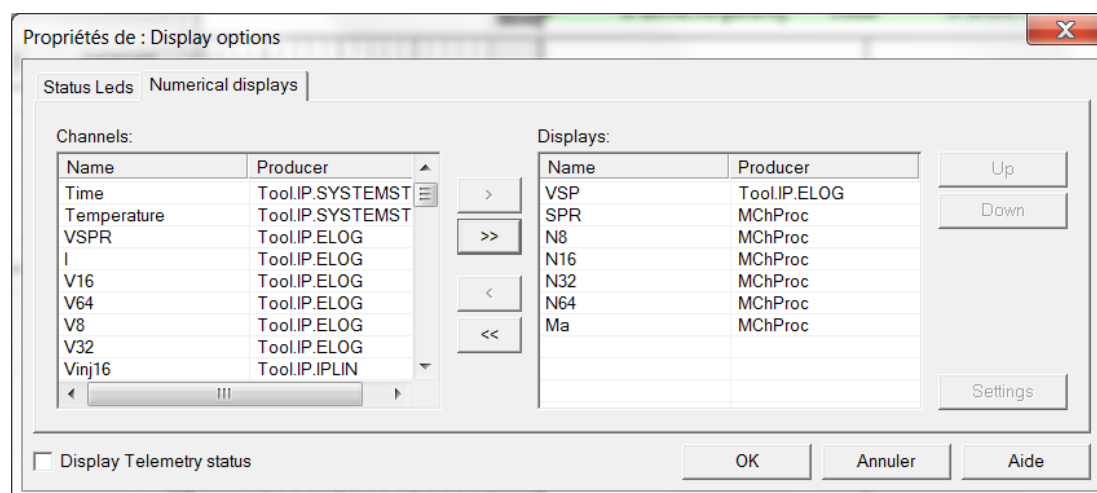 Propriétés de : Display options
X
Status Leds Numerical displays
Channels:
Name Producer
Time Tool.IP.SYSTEMST
Temperature Tool.IP.SYSTEMST
VSPR Tool.IP.ELOG
I Tool.IP.ELOG
V16 Tool.IP.ELOG
V64 Tool.IP.ELOG
V8 Tool.IP.ELOG
V32 Tool.IP.ELOG
Vinj16 Tool.IP.IPLIN
>
>>
<
<<
Displays:
Name Producer
VSP Tool.IP.ELOG
SPR MChProc
N8 MChProc
N16 MChProc
N32 MChProc
N64 MChProc
Ma MChProc
Up
Down
Settings
Display Telemetry status
OK Annuler Aide